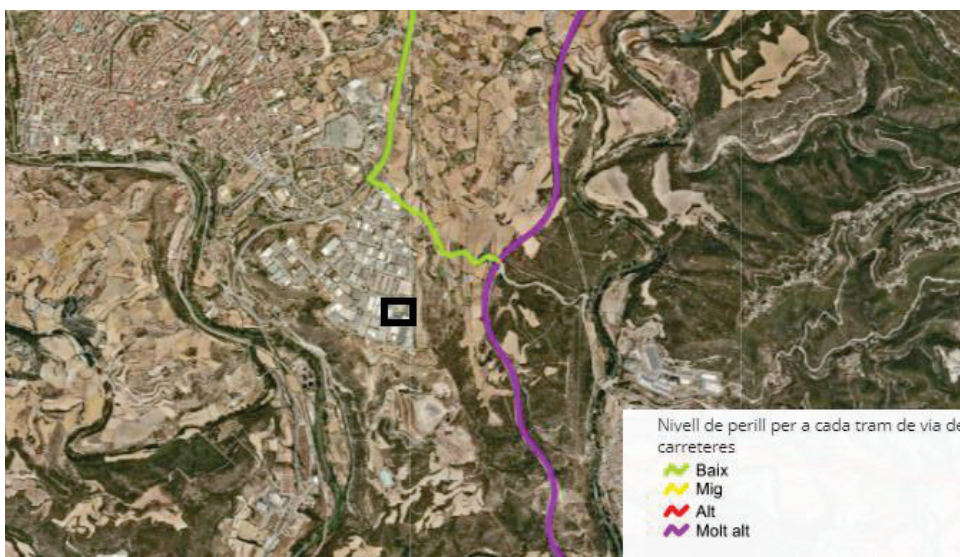 Nivell de perill per a cada tram de via de
carreteres
Baix
Mig
Alt
Molt alt